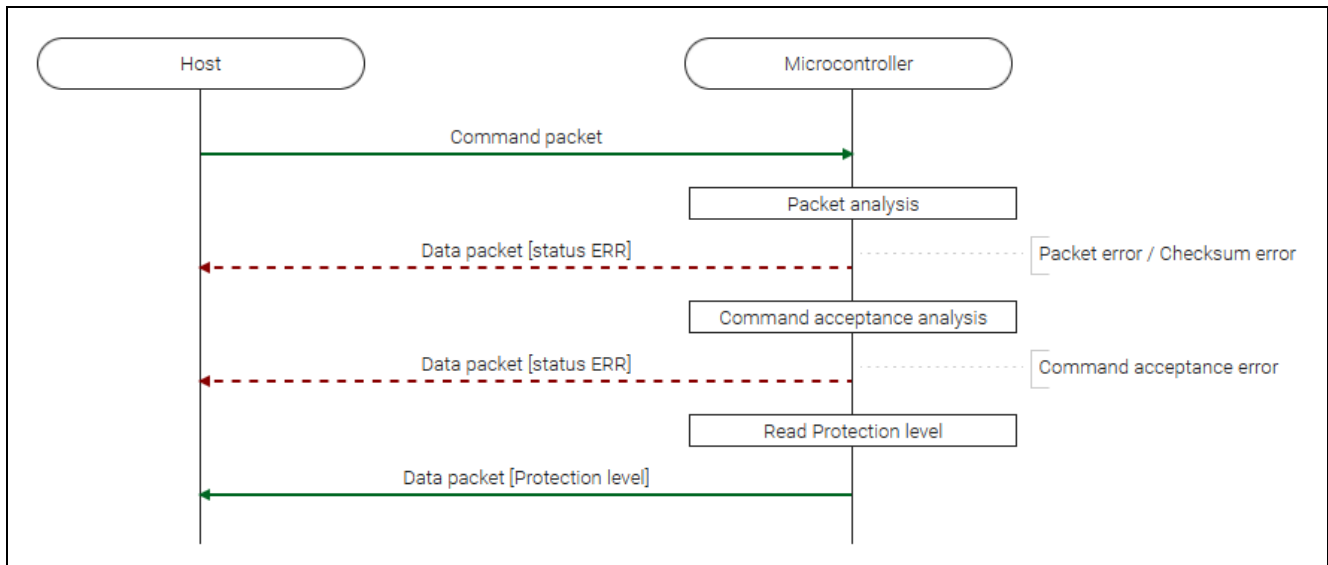 Host
Microcontroller
Command packet
Packet analysis
Data packet [status ERR]
Packet error / Checksum error
Command acceptance analysis
Data packet [status ERR]
Command acceptance error
Read Protection level
Data packet [Protection level]